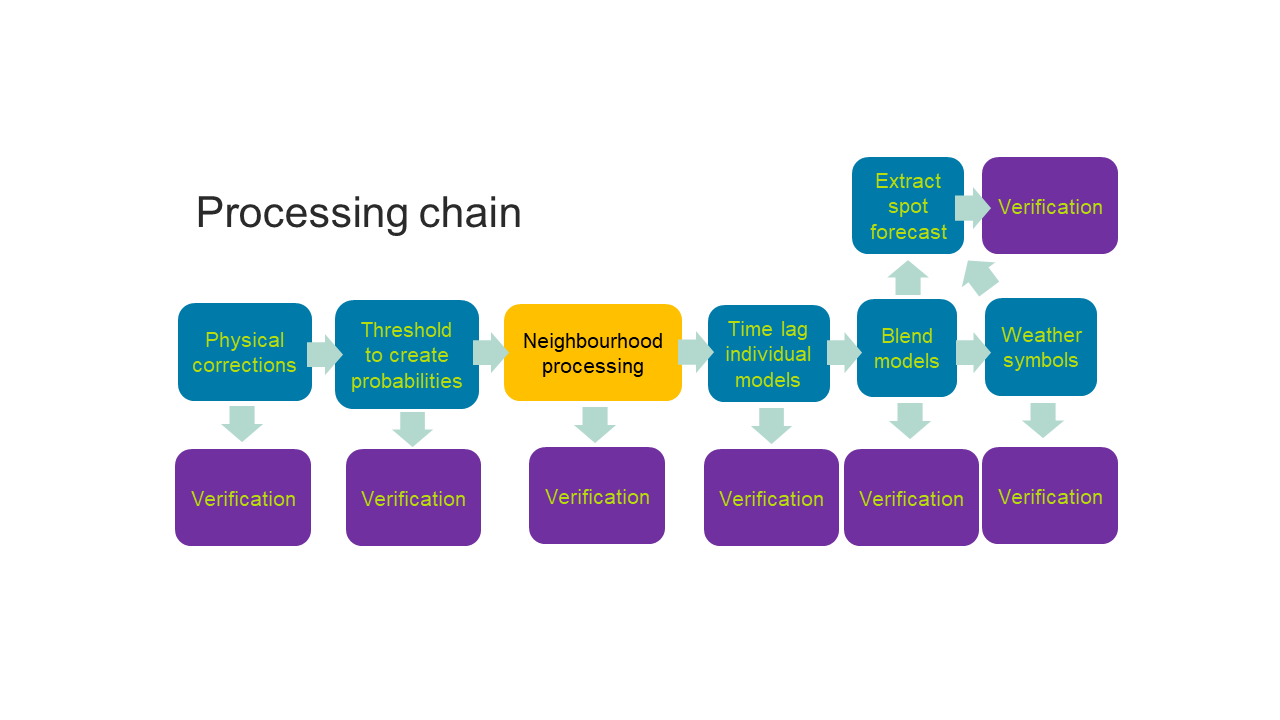 Processing chain
Extract
spot
forecast
Verification
Physical
corrections
Threshold
to create
probabilities
Neighbourhood
processing
Time lag
individual
models
Blend
models
Weather
symbols
Verification
Verification
Verification
Verification
Verification
Verification